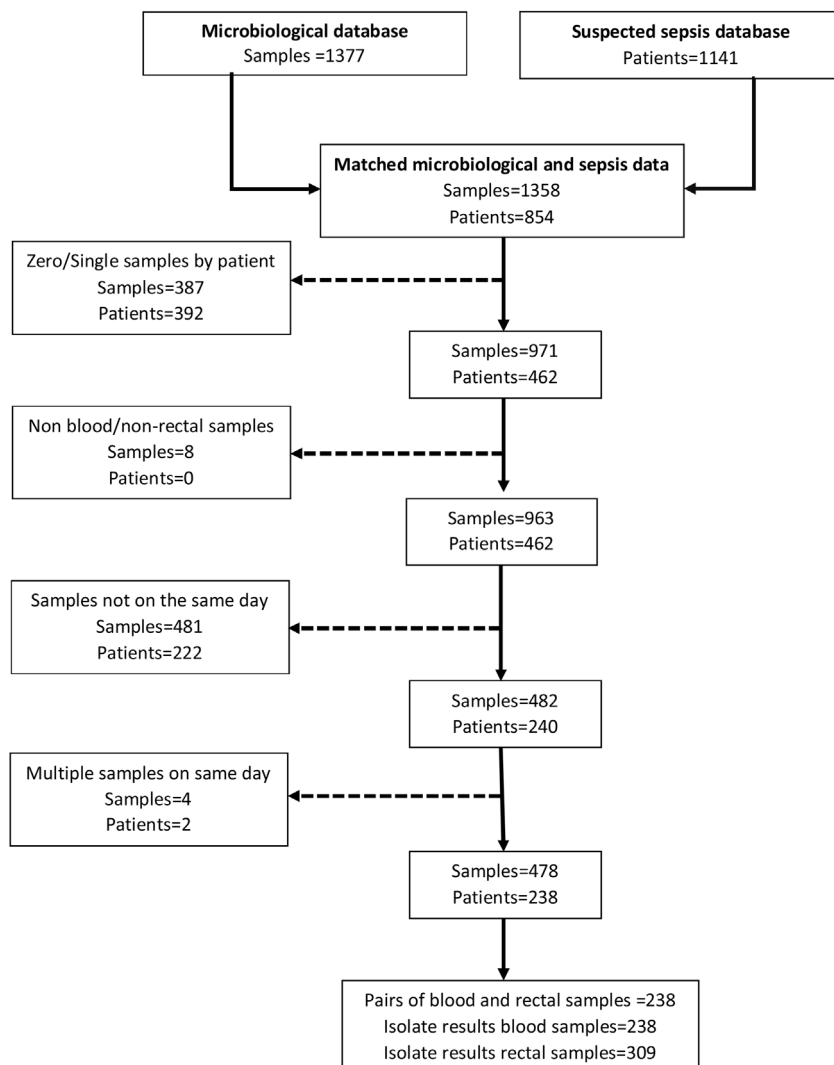 Microbiological database
Samples =1377
Suspected sepsis database
Patients=1141
Matched microbiological and sepsis data
Samples=1358
Patients=854
Zero/Single samples by patient
Samples=387
Patients=392
Samples=971
Patients=462
Non blood/non-rectal samples
Samples=8
Patients=0
Samples=963
Patients=462
Samples not on the same day
Samples=481
Patients=222
Samples=482
Patients=240
Multiple samples on same day
Samples=4
Patients=2
Samples=478
Patients=238
Pairs of blood and rectal samples =238
Isolate results blood samples=238
Isolate results rectal samples=309